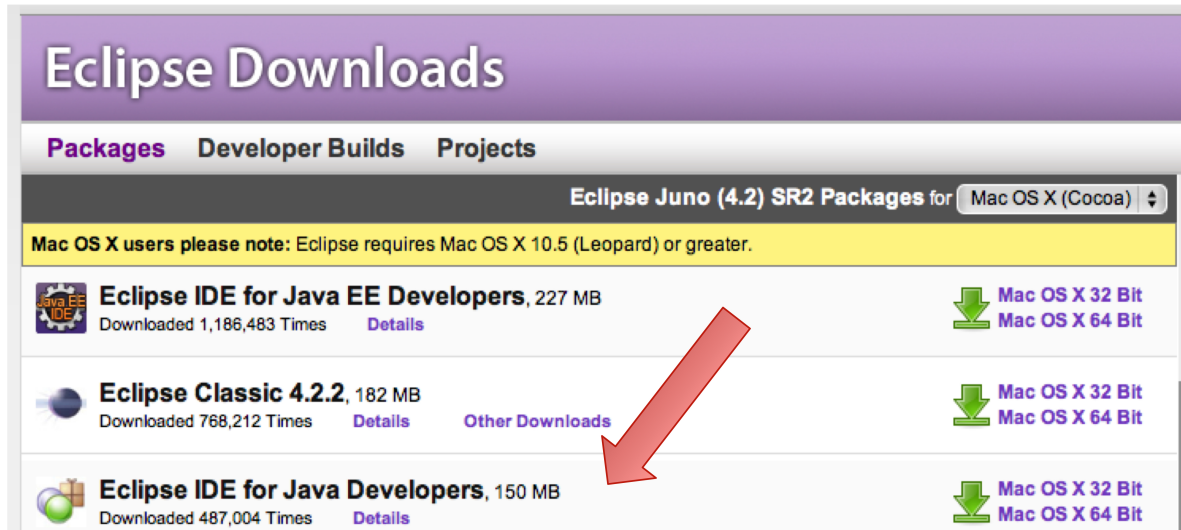 Eclipse Downloads
Packages Developer Builds Projects
Eclipse Juno (4.2) SR2 Packages for Mac OS X (Cocoa)
Mac OS X users please note: Eclipse requires Mac OS X 10.5 (Leopard) or greater.
Java EE
IDE
Eclipse IDE for Java EE Developers, 227 MB
Downloaded 1,186,483 Times Details
Mac OS X 32 Bit
Mac OS X 64 Bit
Eclipse Classic 4.2.2, 182 MB
Downloaded 768,212 Times Details Other Downloads
Mac OS X 32 Bit
Mac OS X 64 Bit
Eclipse IDE for Java Developers, 150 MB
Downloaded 487,004 Times Details
Mac OS X 32 Bit
Mac OS X 64 Bit